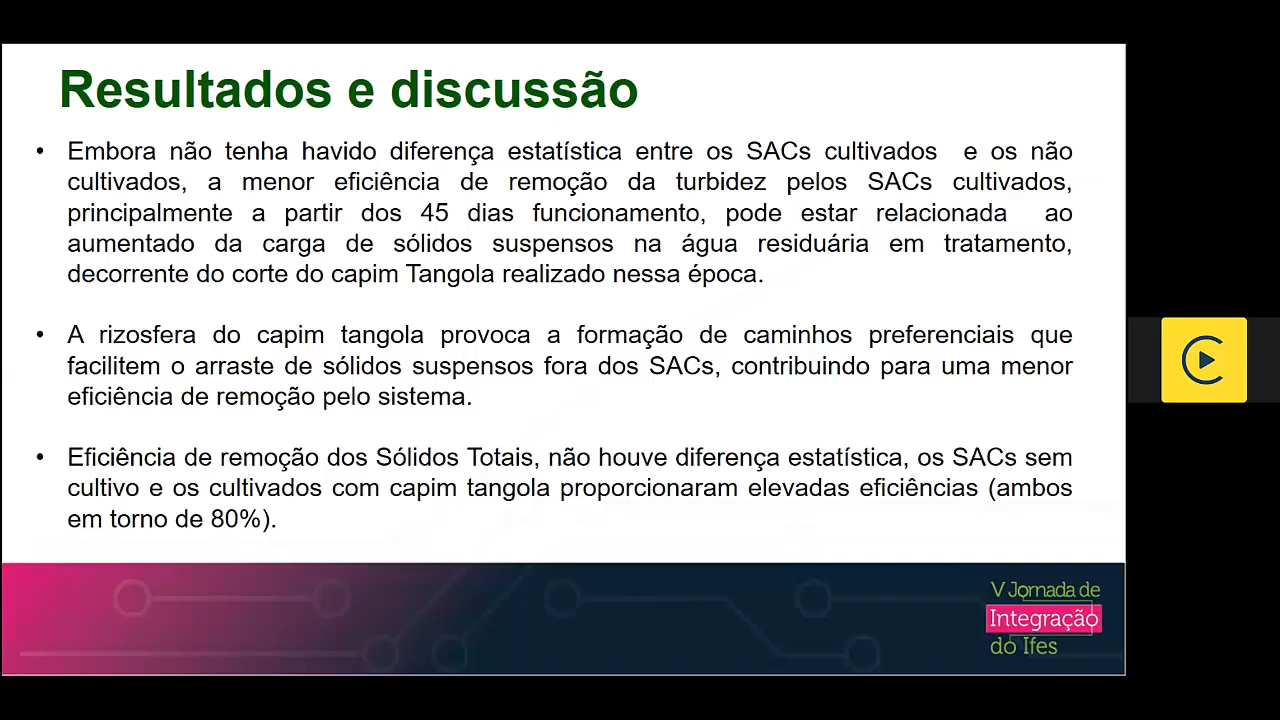 Resultados e discussão
• Embora não tenha havido diferença estatística entre os SACs cultivados e os não
cultivados, a menor eficiência de remoção da turbidez pelos SACs cultivados,
principalmente a partir dos 45 dias funcionamento, pode estar relacionada ao
aumentado da carga de sólidos suspensos na água residuária em tratamento,
decorrente do corte do capim Tangola realizado nessa época.
• A rizosfera do capim tangola provoca a formação de caminhos preferenciais que
facilitem o arraste de sólidos suspensos fora dos SACs, contribuindo para uma menor
eficiência de remoção pelo sistema.
• Eficiência de remoção dos Sólidos Totais, não houve diferença estatística, os SACs sem
cultivo e os cultivados com capim tangola proporcionaram elevadas eficiências (ambos
em torno de 80%).
V Jornada de
Integração
do Ifes